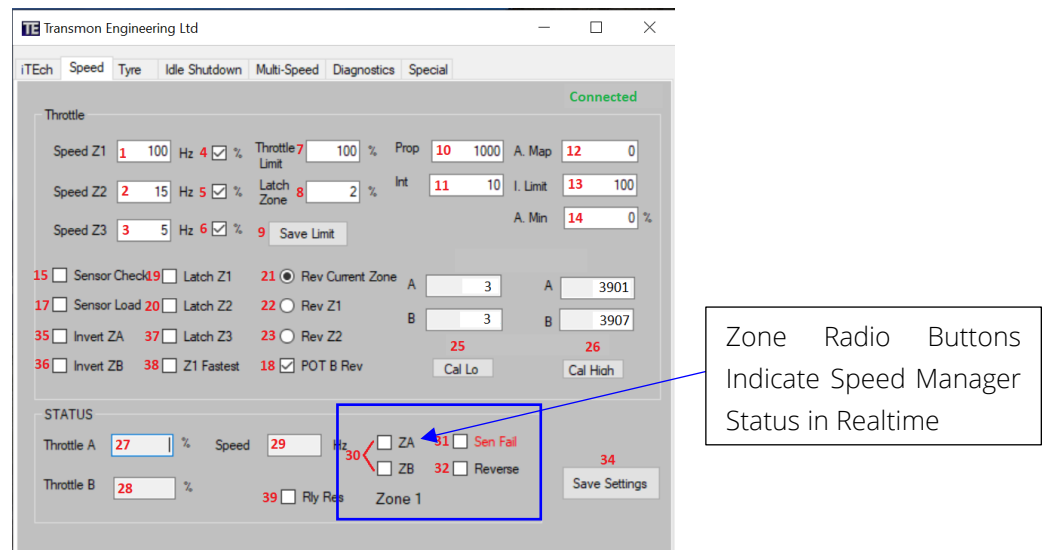 TE Transmon Engineering Ltd
iTEch Speed Tyre Idle Shutdown Multi-Speed Diagnostics Special
Connected
Throttle
Speed Z1 1 100 Hz 4 % Throttle Limit 7 100 % Prop 10 1000 A. Map 12 0
Speed Z2 2 15 Hz 5 % Latch Zone 8 2 % Int 11 10 I. Limit 13 100
A. Min 14 0 %
Speed Z3 3 5 Hz 6 % 9 Save Limit
15 Sensor Check 19 Latch Z1 21 Rev Current Zone A 3 A 3901
17 Sensor Load 20 Latch Z2 22 Rev Z1
35 Invert ZA 37 Latch Z3 23 Rev Z2 B 3 B 3907
25 26
36 Invert ZB 38 Z1 Fastest 18 POT B Rev Cal Lo Cal High
STATUS
Throttle A 27 % Speed 29 Hz 30 ZA 31 Sen Fail
ZB 32 Reverse
Throttle B 28 % 39 Rly Res Zone 1
34
Save Settings
Zone Radio Buttons
Indicate Speed Manager
Status in Realtime